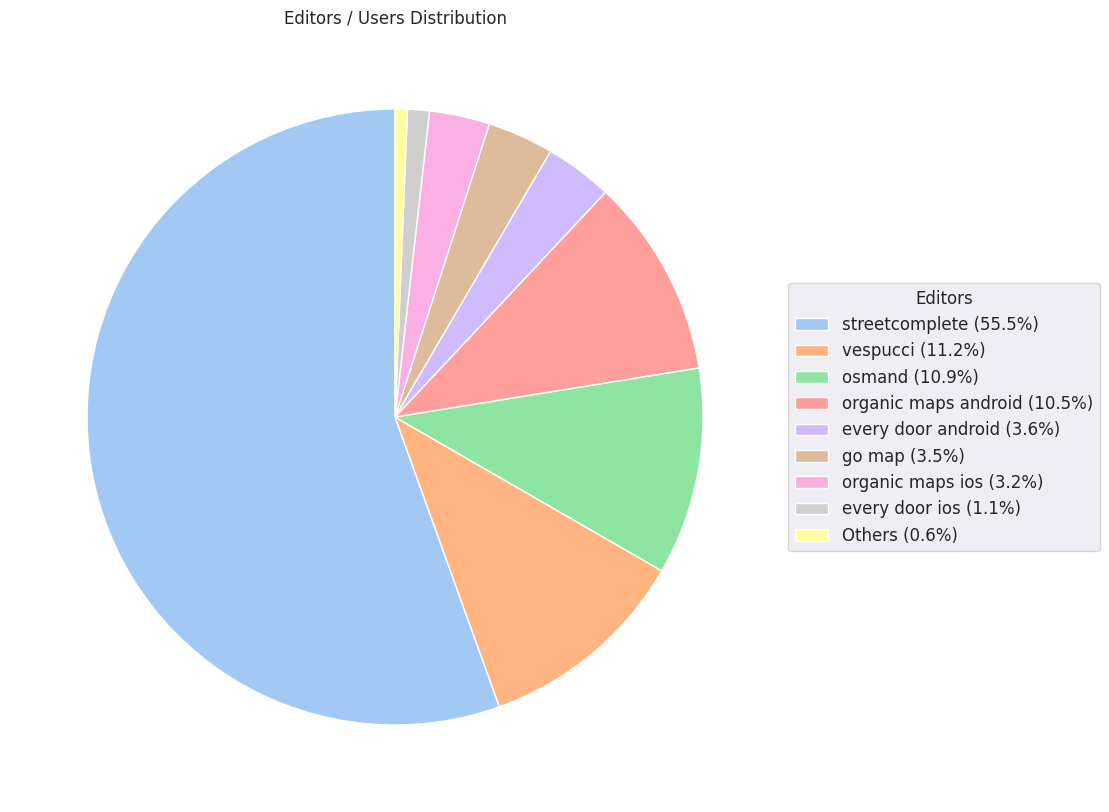 Editors / Users Distribution
Editors
streetcomplete (55.5%)
vespucci (11.2%)
osmand (10.9%)
organic maps android (10.5%)
every door android (3.6%)
go map (3.5%)
organic maps ios (3.2%)
every door ios (1.1%)
Others (0.6%)